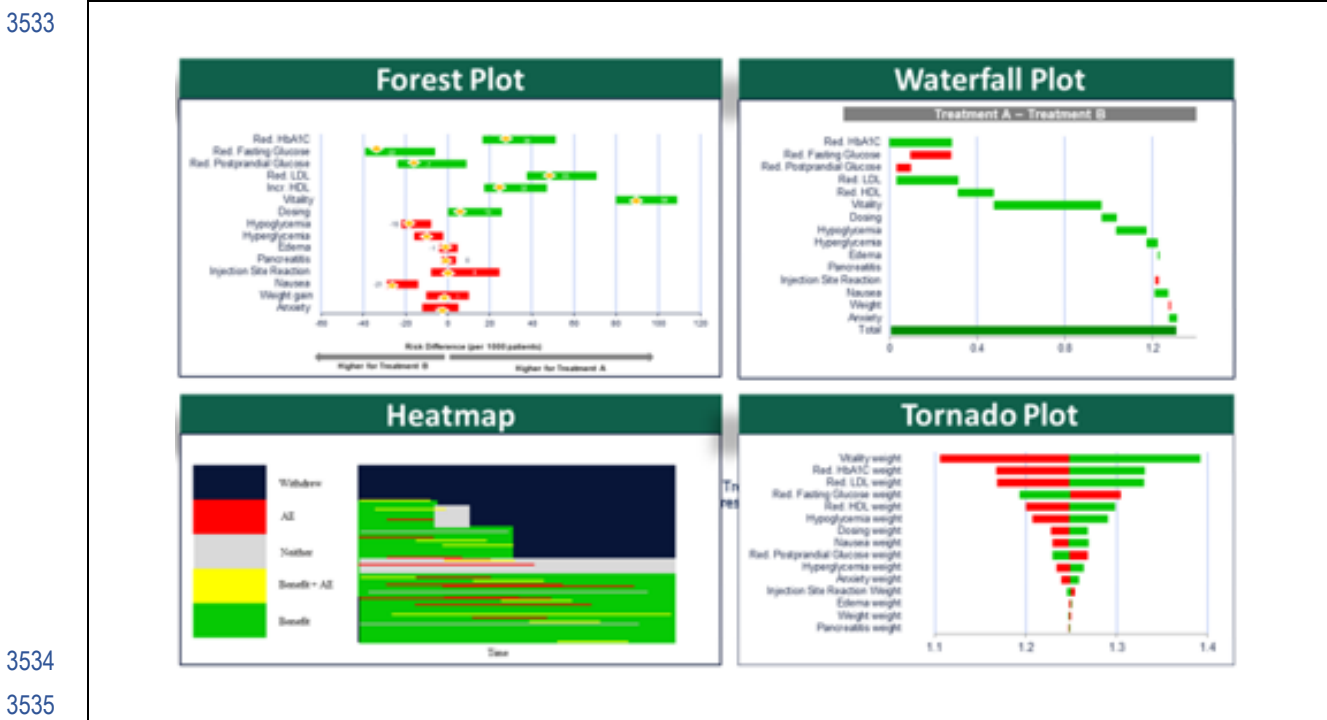 3533
Forest Plot
Red. HbA1C
Red. Fasting Glucose
Red. Postprandial Glucose
Red. LDL
Incr. HDL
Vitality
Dosing
Hypoglycemia
Hyperglycemia
Edema
Pancreatitis
Injection Site Reaction
Nausea
Weight gain
Anxiety
-60 -40 -20 0 20 40 60 80 100 120
Risk Difference (per 1000 patients)
Higher for Treatment B Higher for Treatment A
Waterfall Plot
Treatment A – Treatment B
Red. HbA1C
Red. Fasting Glucose
Red. Postprandial Glucose
Red. LDL
Red. HDL
Vitality
Dosing
Hypoglycemia
Hyperglycemia
Edema
Pancreatitis
Injection Site Reaction
Nausea
Weight
Anxiety
Total
0 0.4 0.8 1.2
Heatmap
Withdrew
AE
Neither
Benefit + AE
Benefit
Time
Tornado Plot
Vitality weight
Red. HbA1C weight
Red. LDL weight
Red. Fasting Glucose weight
Red. HDL weight
Hypoglycemia weight
Dosing weight
Nausea weight
Red. Postprandial Glucose weight
Hyperglycemia weight
Anxiety weight
Injection Site Reaction Weight
Edema weight
Weight weight
Pancreatitis weight
1.1 1.2 1.3 1.4
3534
3535